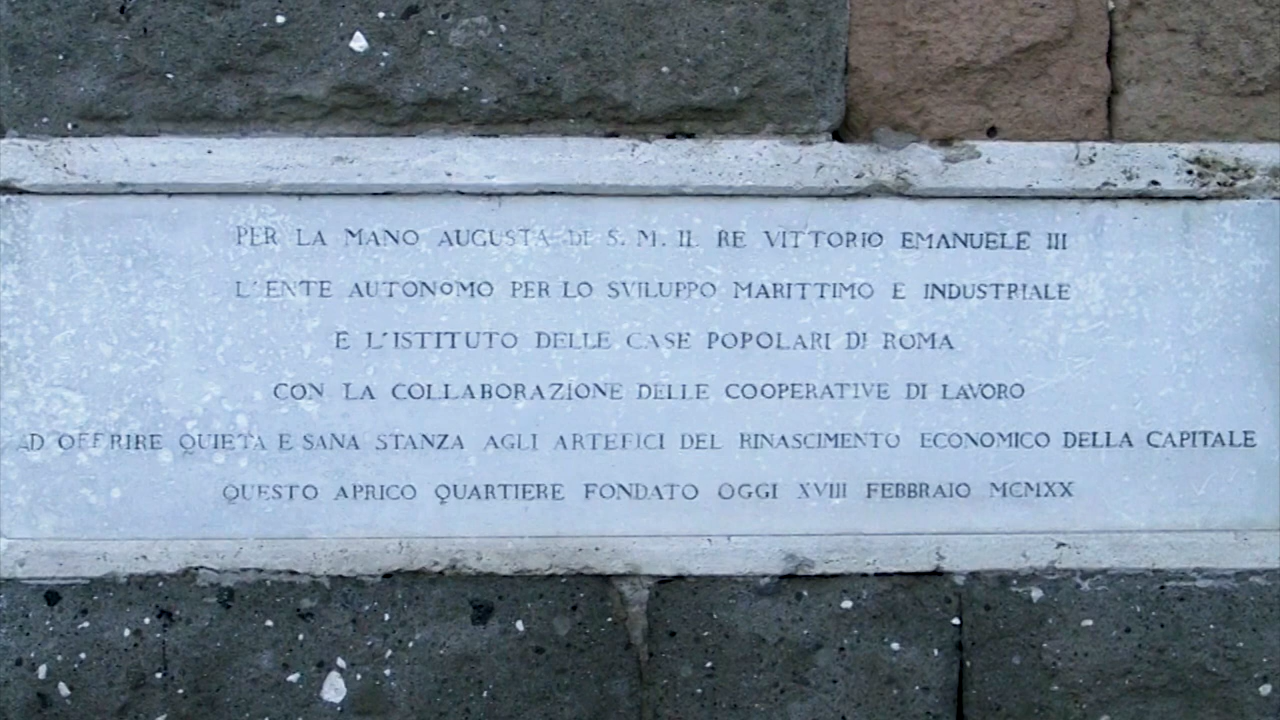 PER LA MANO AUGUSTA DI S. M. IL RE VITTORIO EMANUELE III
L'ENTE AUTONOMO PER LO SVILUPPO MARITTIMO E INDUSTRIALE
E L'ISTITUTO DELLE CASE POPOLARI DI ROMA
CON LA COLLABORAZIONE DELLE COOPERATIVE DI LAVORO
AD OFFRIRE QUIETA E SANA STANZA AGLI ARTEFICI DEL RINASCIMENTO ECONOMICO DELLA CAPITALE
QUESTO APRICO QUARTIERE FONDATO OGGI XVIII FEBBRAIO MCMXX